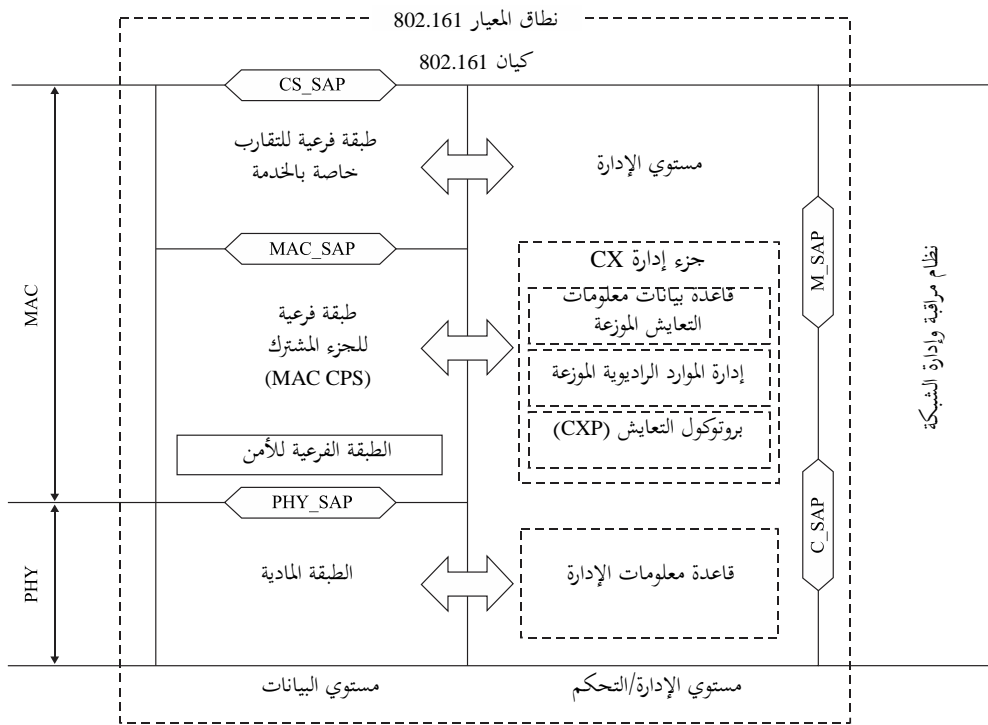 نطاق المعيار 802.161
كيان 802.161
CS_SAP
طبقة فرعية للتقارب
خاصة بالخدمة
مستوي الإدارة
MAC_SAP
M_SAP
جزء إدارة CX
قاعدة بيانات معلومات
التعايش الموزعة
إدارة الموارد الراديوية الموزعة
بروتوكول التعايش (CXP)
طبقة فرعية
للجزء المشترك
(MAC CPS)
MAC
نظام مراقبة وإدارة الشبكة
الطبقة الفرعية للأمن
PHY_SAP
C_SAP
الطبقة المادية
قاعدة معلومات الإدارة
PHY
مستوي البيانات
مستوي الإدارة/التحكم